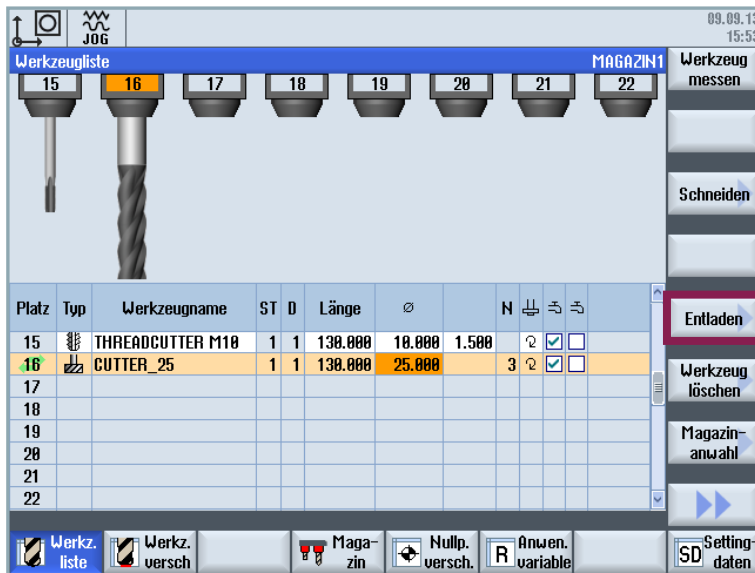 09.09.13
15:53
JOG
Werkzeugliste MAGAZIN1
15 16 17 18 19 20 21 22
Werkzeug
messen
Schneiden
Entladen
Werkzeug
löschen
Magazin-
anwahl
Platz Typ Werkzeugname ST D Länge ø N
15 THREADCUTTER M10 1 1 130.000 10.000 1.500
16 CUTTER_25 1 1 130.000 25.000 3
17
18
19
20
21
22
Werkz.
liste
Werkz.
versch
Maga-
zin
Nullp.
versch.
R Anwen.
variable
SD Setting-
daten